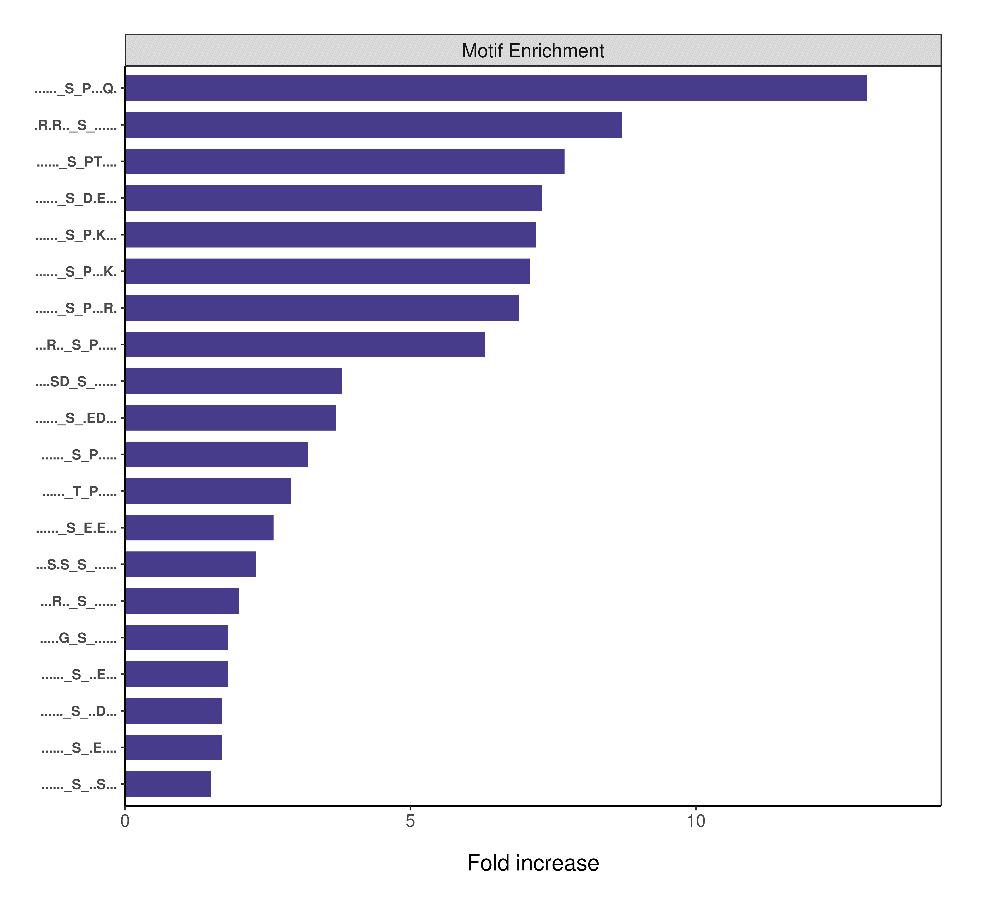 Motif Enrichment
......_S_P...Q.
.R.R.._S_......
......_S_PT....
......_S_D.E...
......_S_P.K...
......_S_P...K.
......_S_P...R.
...R.._S_P.....
....SD_S_......
......_S_.ED...
......_S_P.....
......_T_P.....
......_S_E.E...
...S.S_S_......
...R.._S_......
.....G_S_......
......_S_..E...
......_S_..D...
......_S_.E....
......_S_..S...
0 5 10
Fold increase